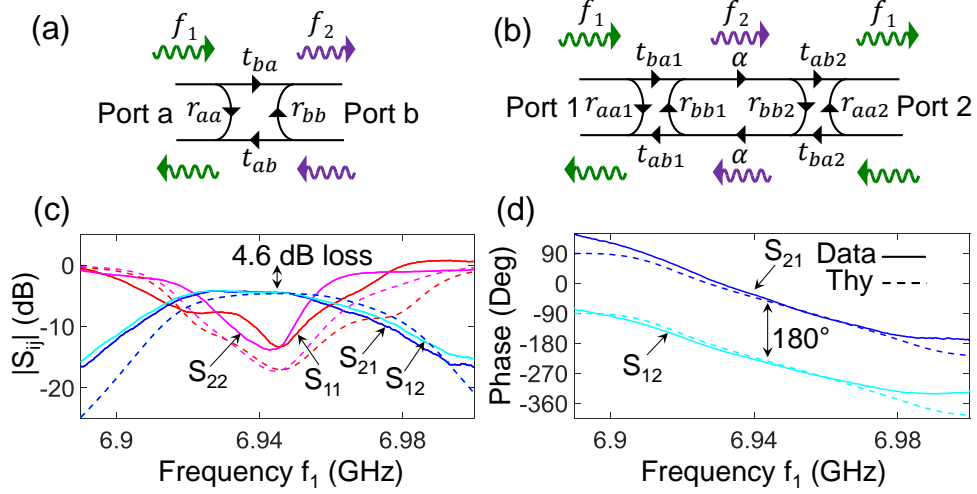 (a)
f1 f2
tba
Port a raa rbb Port b
tab
(b)
f1 f2 f1
tba1 α tab2
Port 1 raa1 rbb1 rbb2 raa2 Port 2
tab1 α tba2
(c)
4.6 dB loss
0
-10
-20
|Sij| (dB)
S22 S11 S21 S12
6.9 6.94 6.98
Frequency f1 (GHz)
(d)
S21 Data
Thy
90
0
-90
-180
-270
-360
Phase (Deg)
180°
S12
6.9 6.94 6.98
Frequency f1 (GHz)